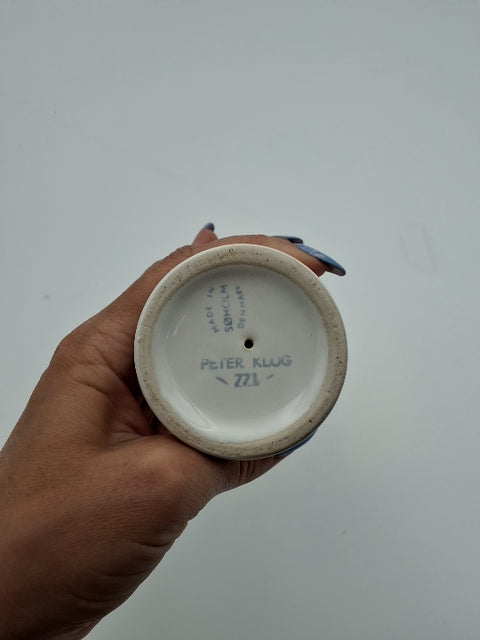 MADE IN
SØHOLM
DENMARK
PETER KLUG
221